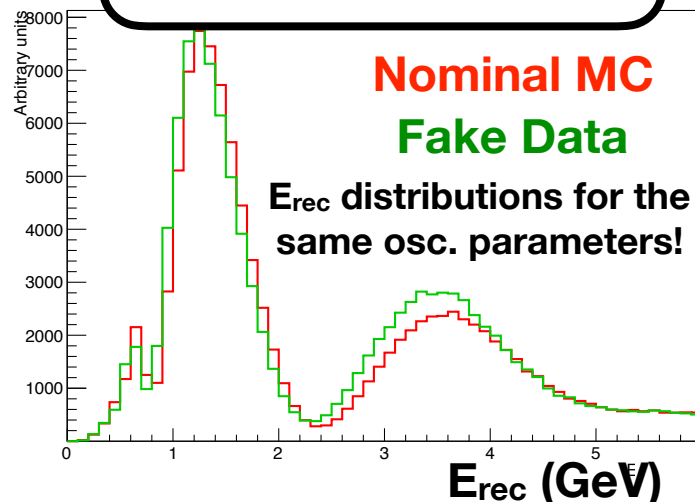 8000
7000
6000
5000
4000
3000
2000
1000
Arbitrary units
Nominal MC
Fake Data
Erec distributions for the
same osc. parameters!
0 1 2 3 4 5
E
Erec (GeV)